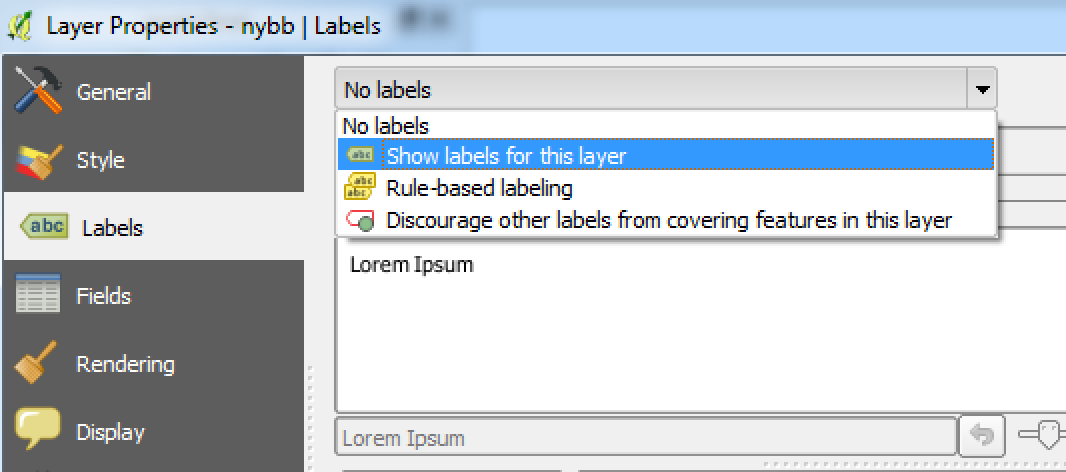 Layer Properties - nybb | Labels
General
Style
abc Labels
Fields
Rendering
Display
No labels
No labels
abc Show labels for this layer
abc abc Rule-based labeling
Discourage other labels from covering features in this layer
Lorem Ipsum
Lorem Ipsum